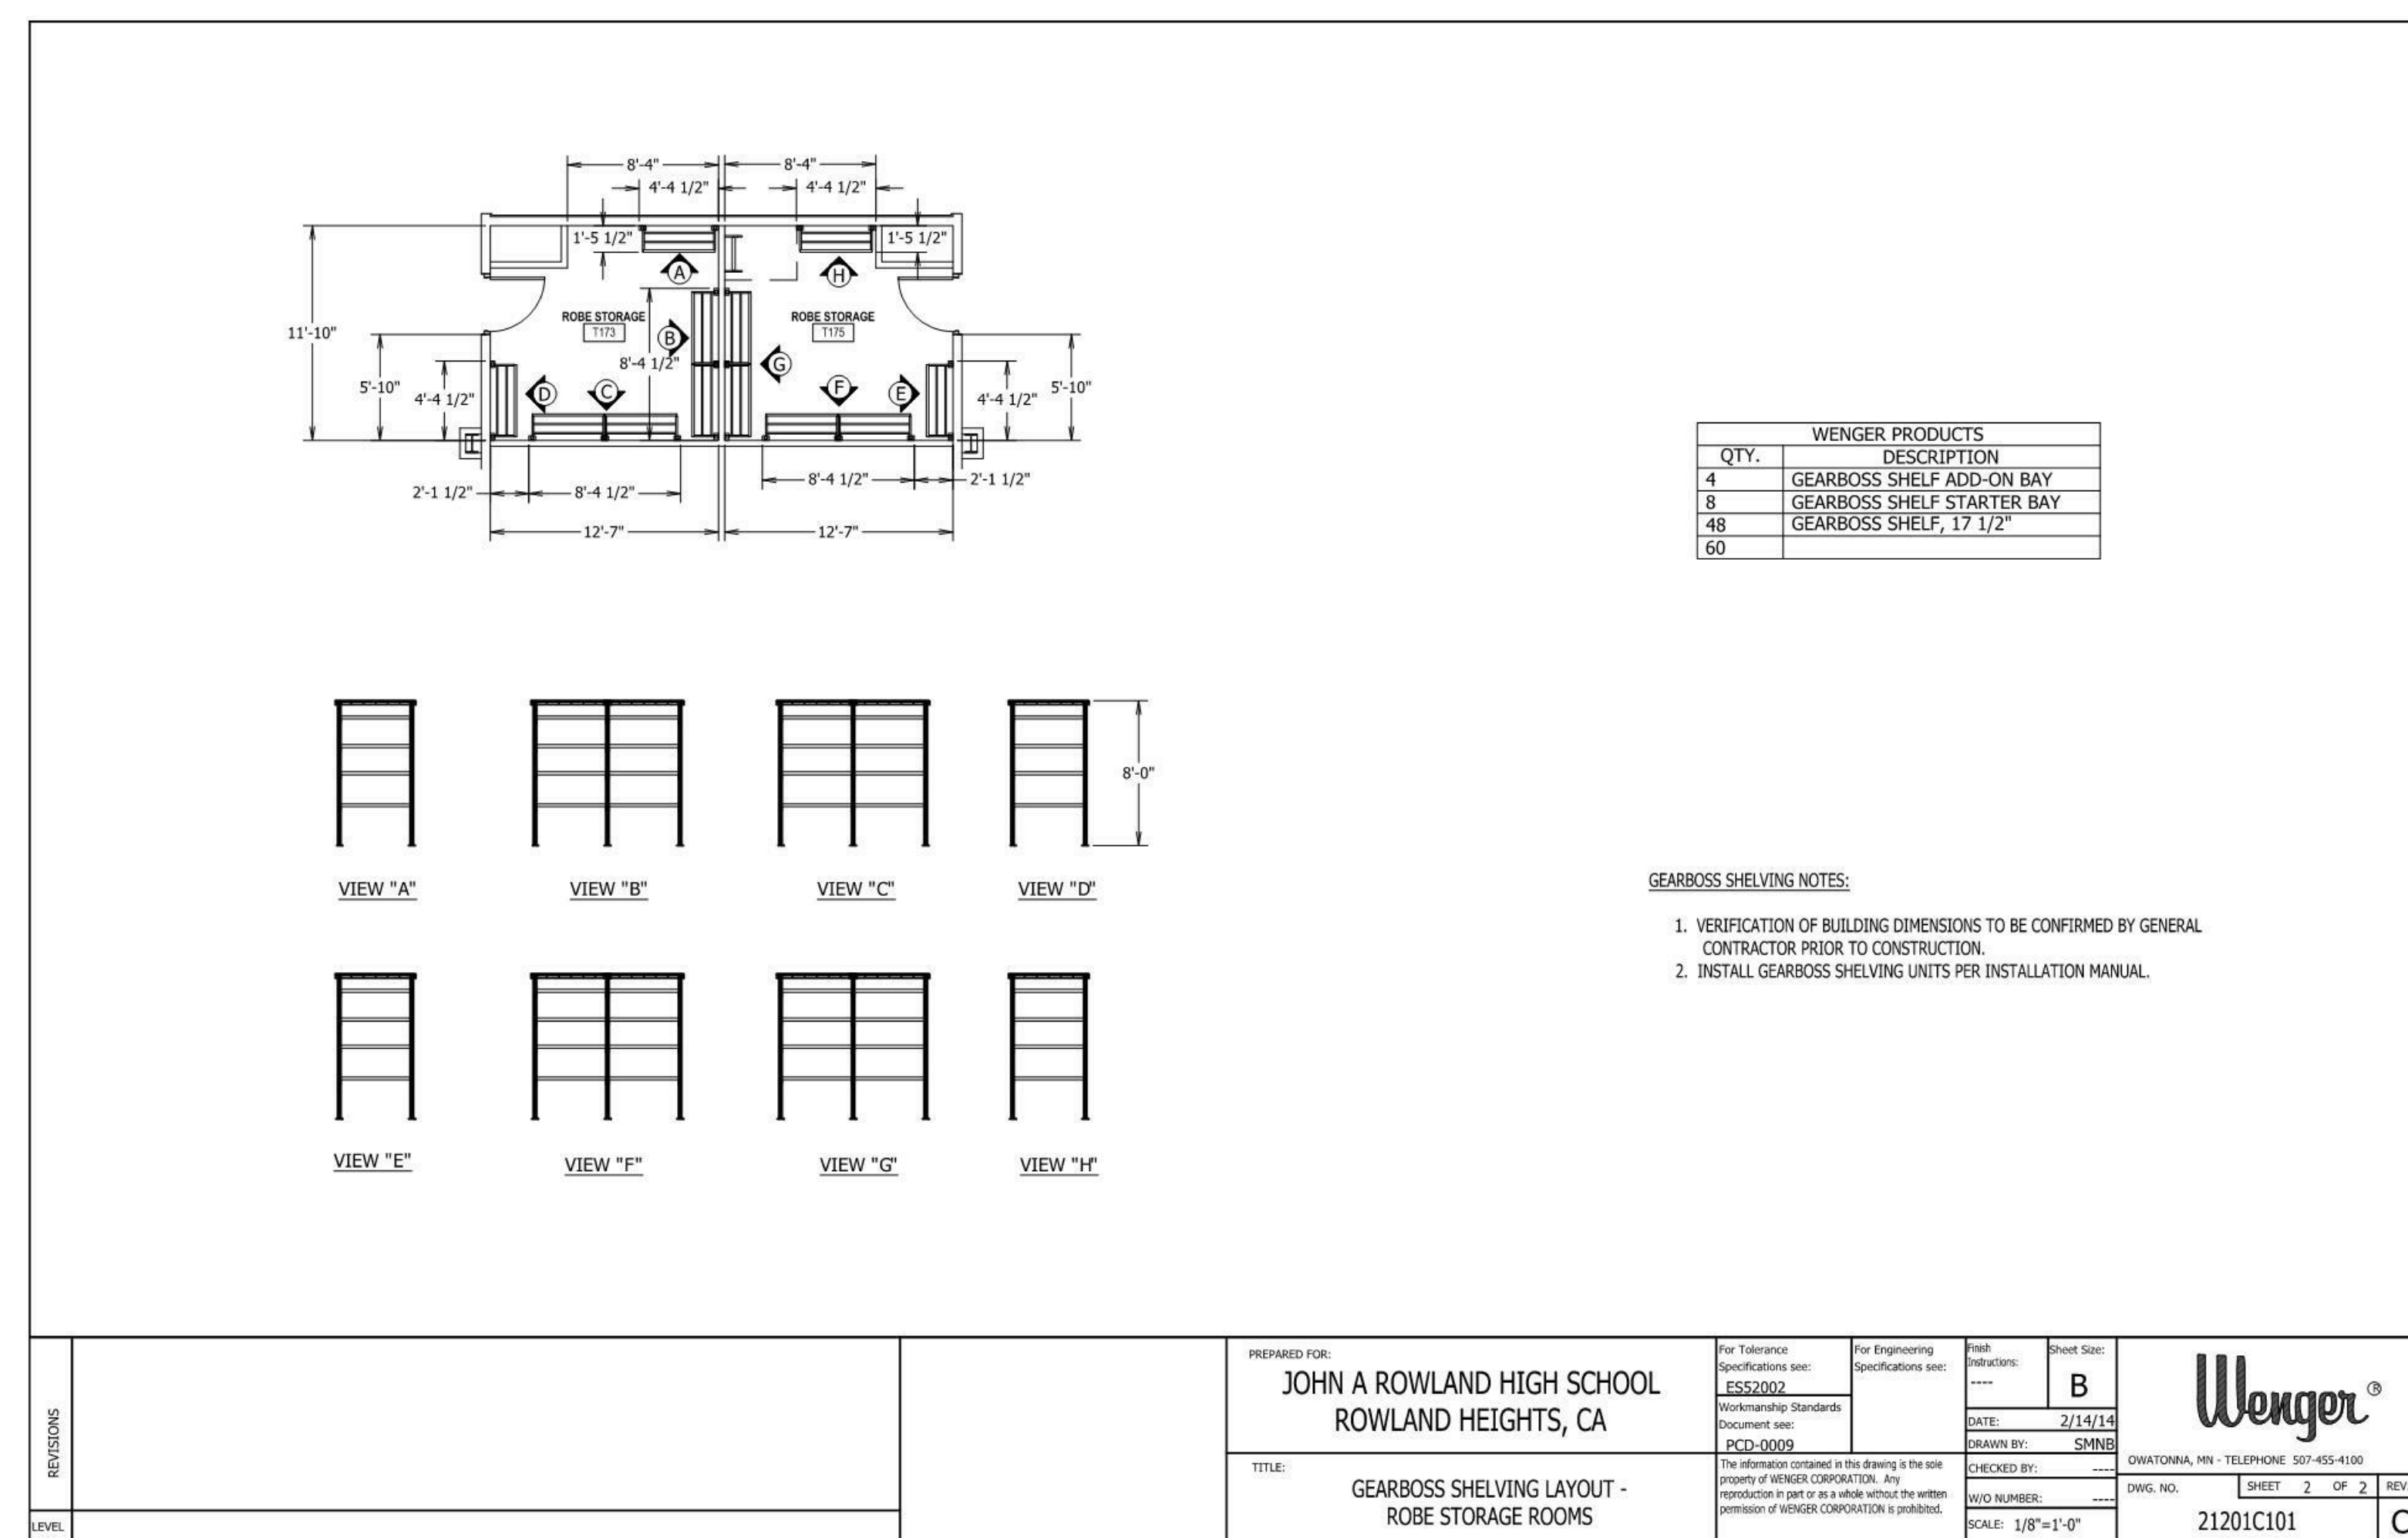 8'-4" 8'-4"
4'-4 1/2" 4'-4 1/2"
1'-5 1/2" 1'-5 1/2"
A H
ROBE STORAGE ROBE STORAGE
T173 T175
11'-10" B
8'-4 1/2" G
5'-10" 4'-4 1/2" D C F E 4'-4 1/2" 5'-10"
2'-1 1/2" 8'-4 1/2" 8'-4 1/2" 2'-1 1/2"
12'-7" 12'-7"
WENGER PRODUCTS
QTY. DESCRIPTION
4 GEARBOSS SHELF ADD-ON BAY
8 GEARBOSS SHELF STARTER BAY
48 GEARBOSS SHELF, 17 1/2"
60
8'-0"
VIEW "A" VIEW "B" VIEW "C" VIEW "D"
VIEW "E" VIEW "F" VIEW "G" VIEW "H"
GEARBOSS SHELVING NOTES:
1. VERIFICATION OF BUILDING DIMENSIONS TO BE CONFIRMED BY GENERAL
CONTRACTOR PRIOR TO CONSTRUCTION.
2. INSTALL GEARBOSS SHELVING UNITS PER INSTALLATION MANUAL.
REVISIONS
LEVEL
PREPARED FOR:
JOHN A ROWLAND HIGH SCHOOL
ROWLAND HEIGHTS, CA
TITLE:
GEARBOSS SHELVING LAYOUT -
ROBE STORAGE ROOMS
For Tolerance
Specifications see:
ES52002
Workmanship Standards
Document see:
PCD-0009
For Engineering
Specifications see:
The information contained in this drawing is the sole
property of WENGER CORPORATION. Any
reproduction in part or as a whole without the written
permission of WENGER CORPORATION is prohibited.
Finish
Instructions:
----
Sheet Size:
B
DATE: 2/14/14
DRAWN BY: SMNB
CHECKED BY: ----
W/O NUMBER: ----
SCALE: 1/8"=1'-0"
Wenger ®
OWATONNA, MN - TELEPHONE 507-455-4100
DWG. NO. SHEET 2 OF 2 REV.
21201C101